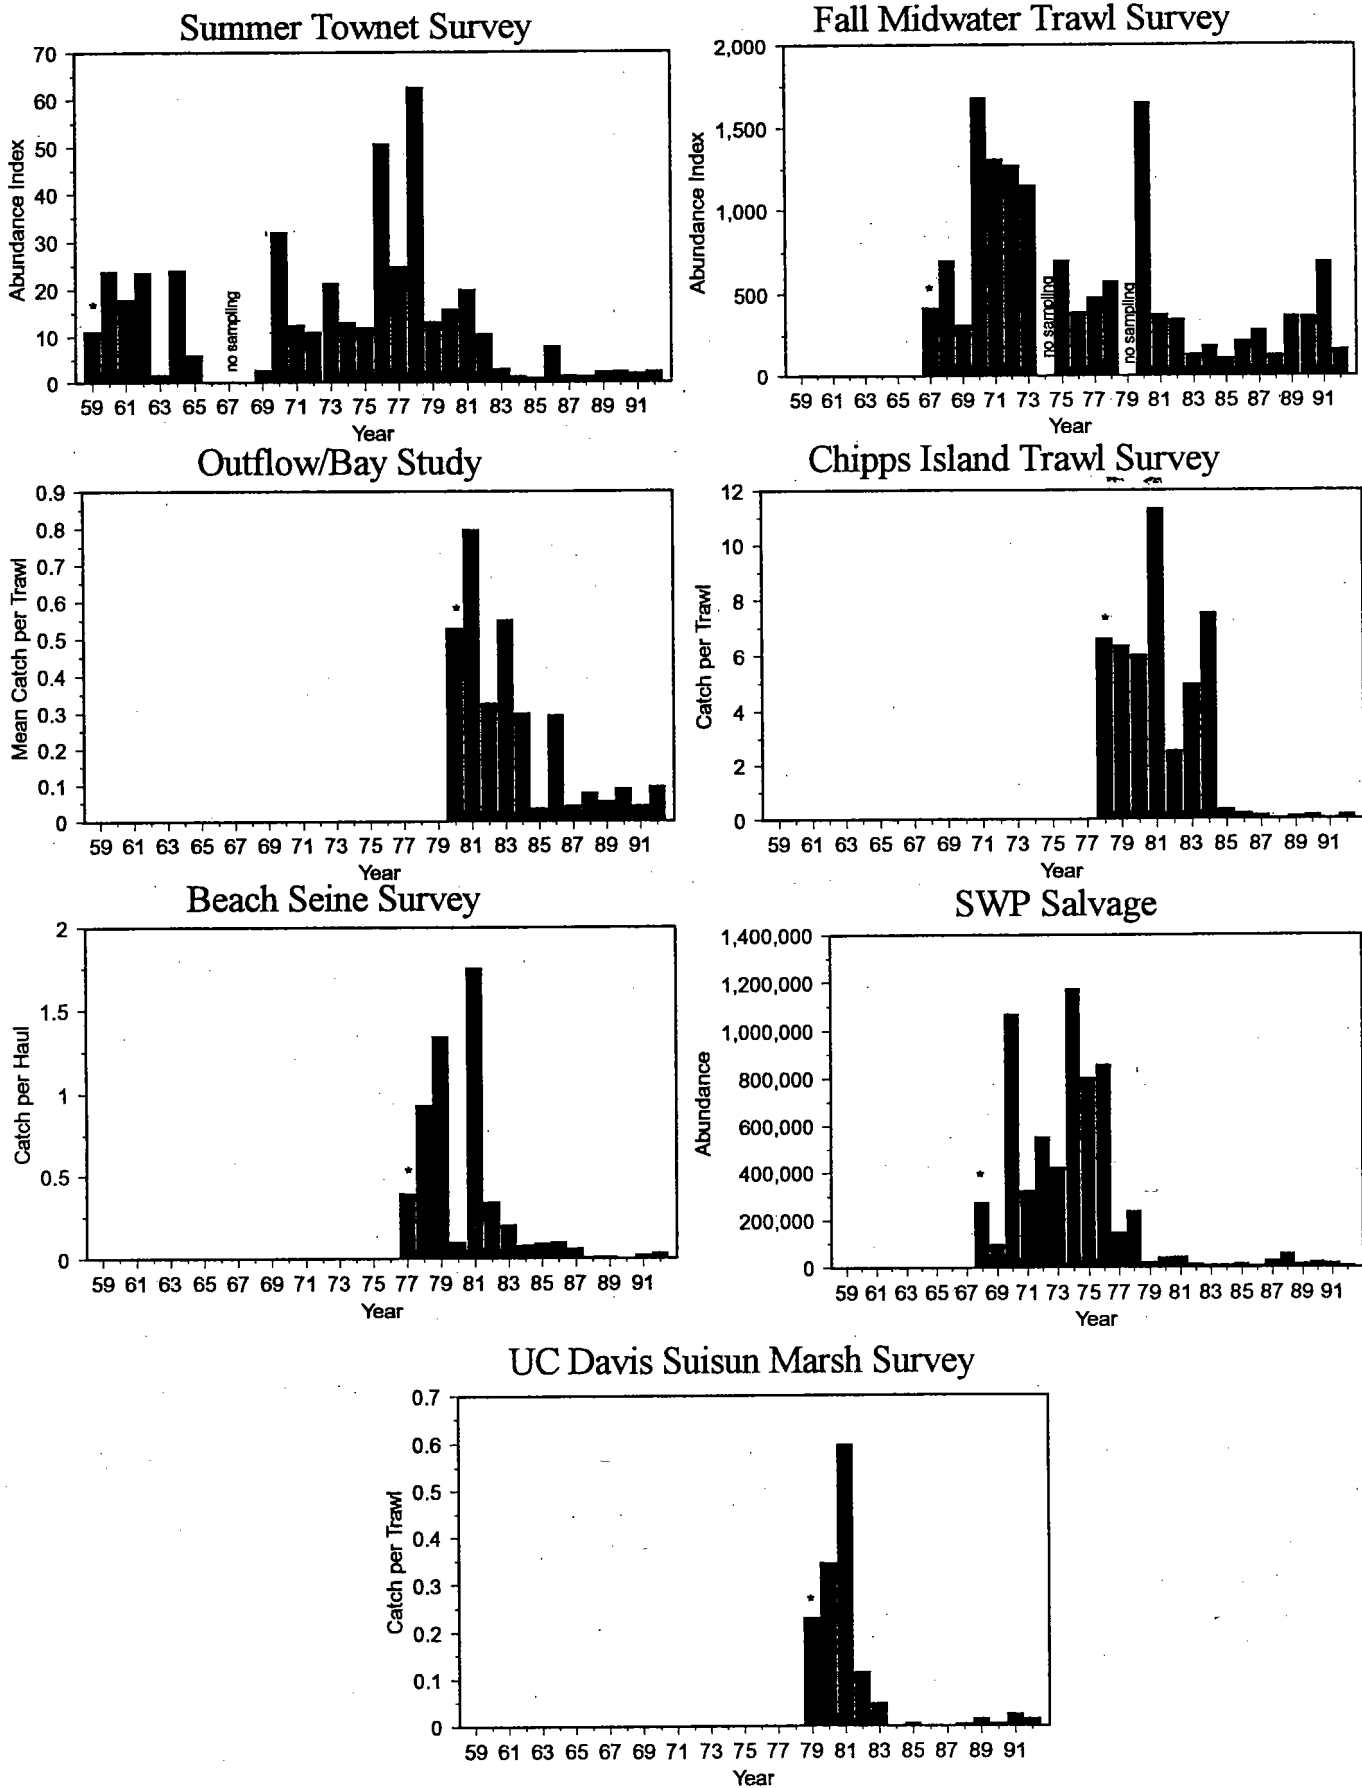 Summer Townet Survey
70
60
50
40
30
20
10
0
Abundance Index
*
no sampling
59 61 63 65 67 69 71 73 75 77 79 81 83 85 87 89 91
Year
Fall Midwater Trawl Survey
2,000
1,500
1,000
500
0
Abundance Index
*
no sampling
no sampling
59 61 63 65 67 69 71 73 75 77 79 81 83 85 87 89 91
Year
Outflow/Bay Study
0.9
0.8
0.7
0.6
0.5
0.4
0.3
0.2
0.1
0
Mean Catch per Trawl
*
59 61 63 65 67 69 71 73 75 77 79 81 83 85 87 89 91
Year
Chipps Island Trawl Survey
12
10
8
6
4
2
0
Catch per Trawl
*
59 61 63 65 67 69 71 73 75 77 79 81 83 85 87 89 91
Year
Beach Seine Survey
2
1.5
1
0.5
0
Catch per Haul
*
59 61 63 65 67 69 71 73 75 77 79 81 83 85 87 89 91
Year
SWP Salvage
1,400,000
1,200,000
1,000,000
800,000
600,000
400,000
200,000
0
Abundance
*
59 61 63 65 67 69 71 73 75 77 79 81 83 85 87 89 91
Year
UC Davis Suisun Marsh Survey
0.7
0.6
0.5
0.4
0.3
0.2
0.1
0
Catch per Trawl
*
59 61 63 65 67 69 71 73 75 77 79 81 83 85 87 89 91
Year